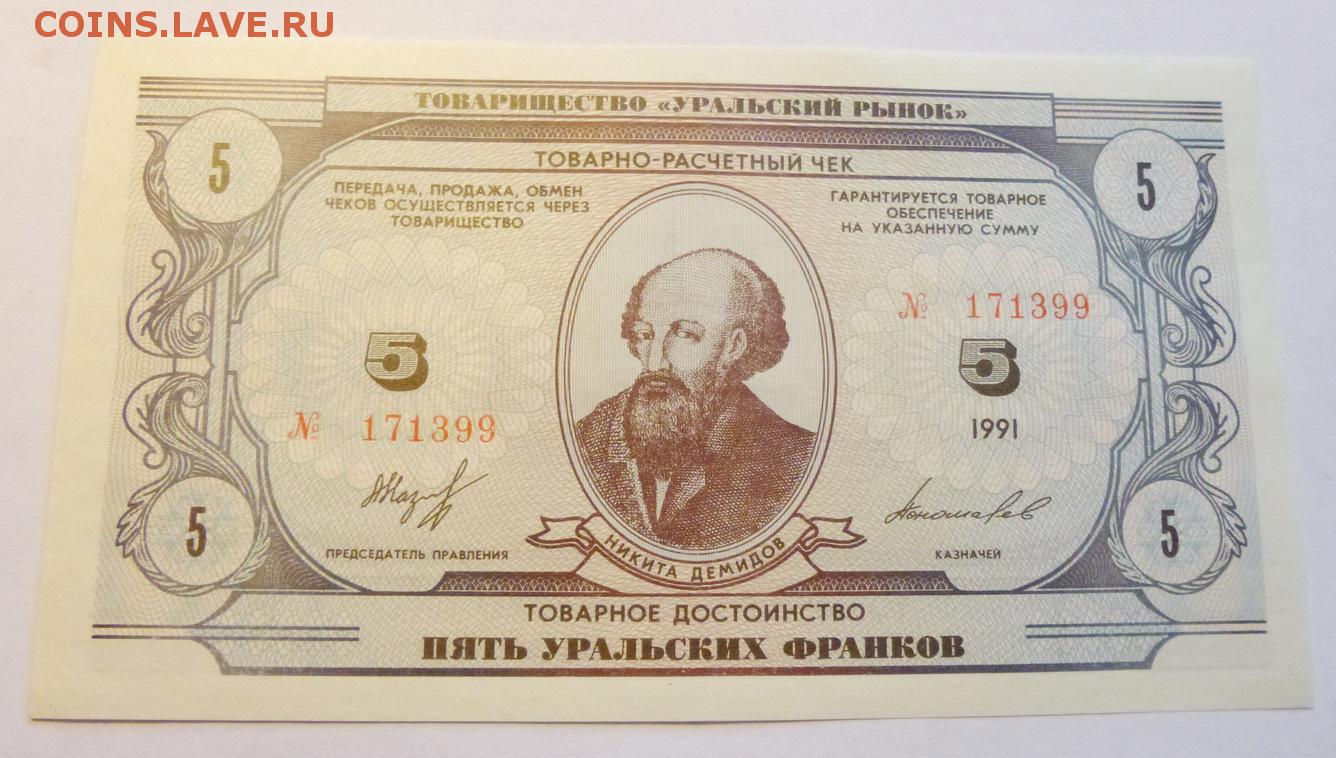 COINS.LAVE.RU
ТОВАРИЩЕСТВО «УРАЛЬСКИЙ РЫНОК»
ТОВАРНО-РАСЧЕТНЫЙ ЧЕК
5
5
ПЕРЕДАЧА, ПРОДАЖА, ОБМЕН
ЧЕКОВ ОСУЩЕСТВЛЯЕТСЯ ЧЕРЕЗ
ТОВАРИЩЕСТВО
ГАРАНТИРУЕТСЯ ТОВАРНОЕ
ОБЕСПЕЧЕНИЕ
НА УКАЗАННУЮ СУММУ
№ 171399
5
5
№ 171399
1991
Пономарев
5
5
ПРЕДСЕДАТЕЛЬ ПРАВЛЕНИЯ
НИКИТА ДЕМИДОВ
КАЗНАЧЕЙ
ТОВАРНОЕ ДОСТОИНСТВО
ПЯТЬ УРАЛЬСКИХ ФРАНКОВ